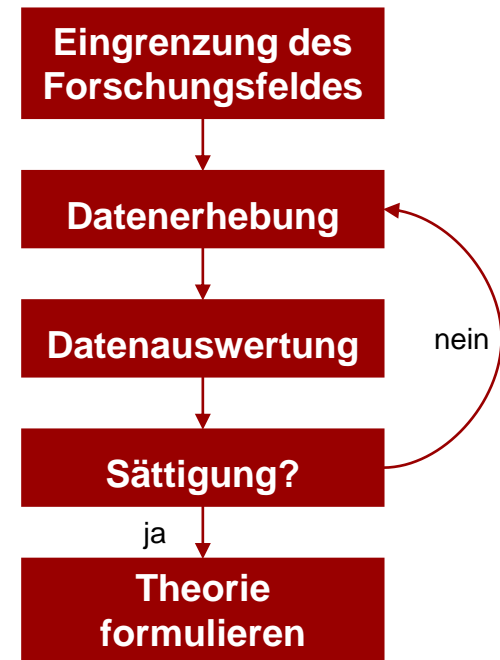 Eingrenzung des
Forschungsfeldes
Datenerhebung
Datenauswertung
nein
Sättigung?
ja
Theorie
formulieren